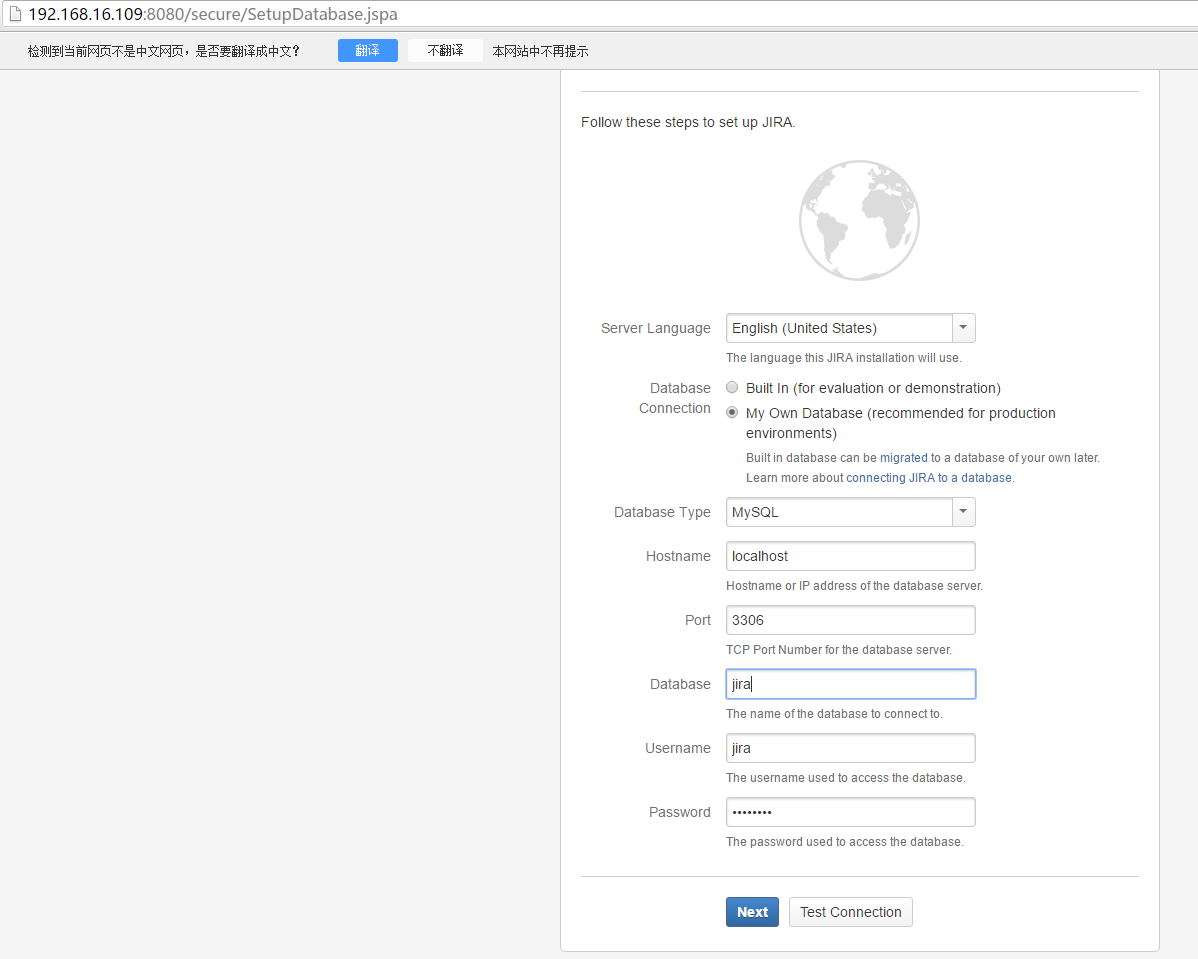 192.168.16.109:8080/secure/SetupDatabase.jspa
检测到当前网页不是中文网页，是否要翻译成中文？ 翻译 不翻译 本网站中不再提示
Follow these steps to set up JIRA.
Server Language English (United States)
The language this JIRA installation will use.
Database Connection
Built In (for evaluation or demonstration)
My Own Database (recommended for production
environments)
Built in database can be migrated to a database of your own later.
Learn more about connecting JIRA to a database.
Database Type MySQL
Hostname localhost
Hostname or IP address of the database server.
Port 3306
TCP Port Number for the database server.
Database jira
The name of the database to connect to.
Username jira
The username used to access the database.
Password ••••••••
The password used to access the database.
Next Test Connection